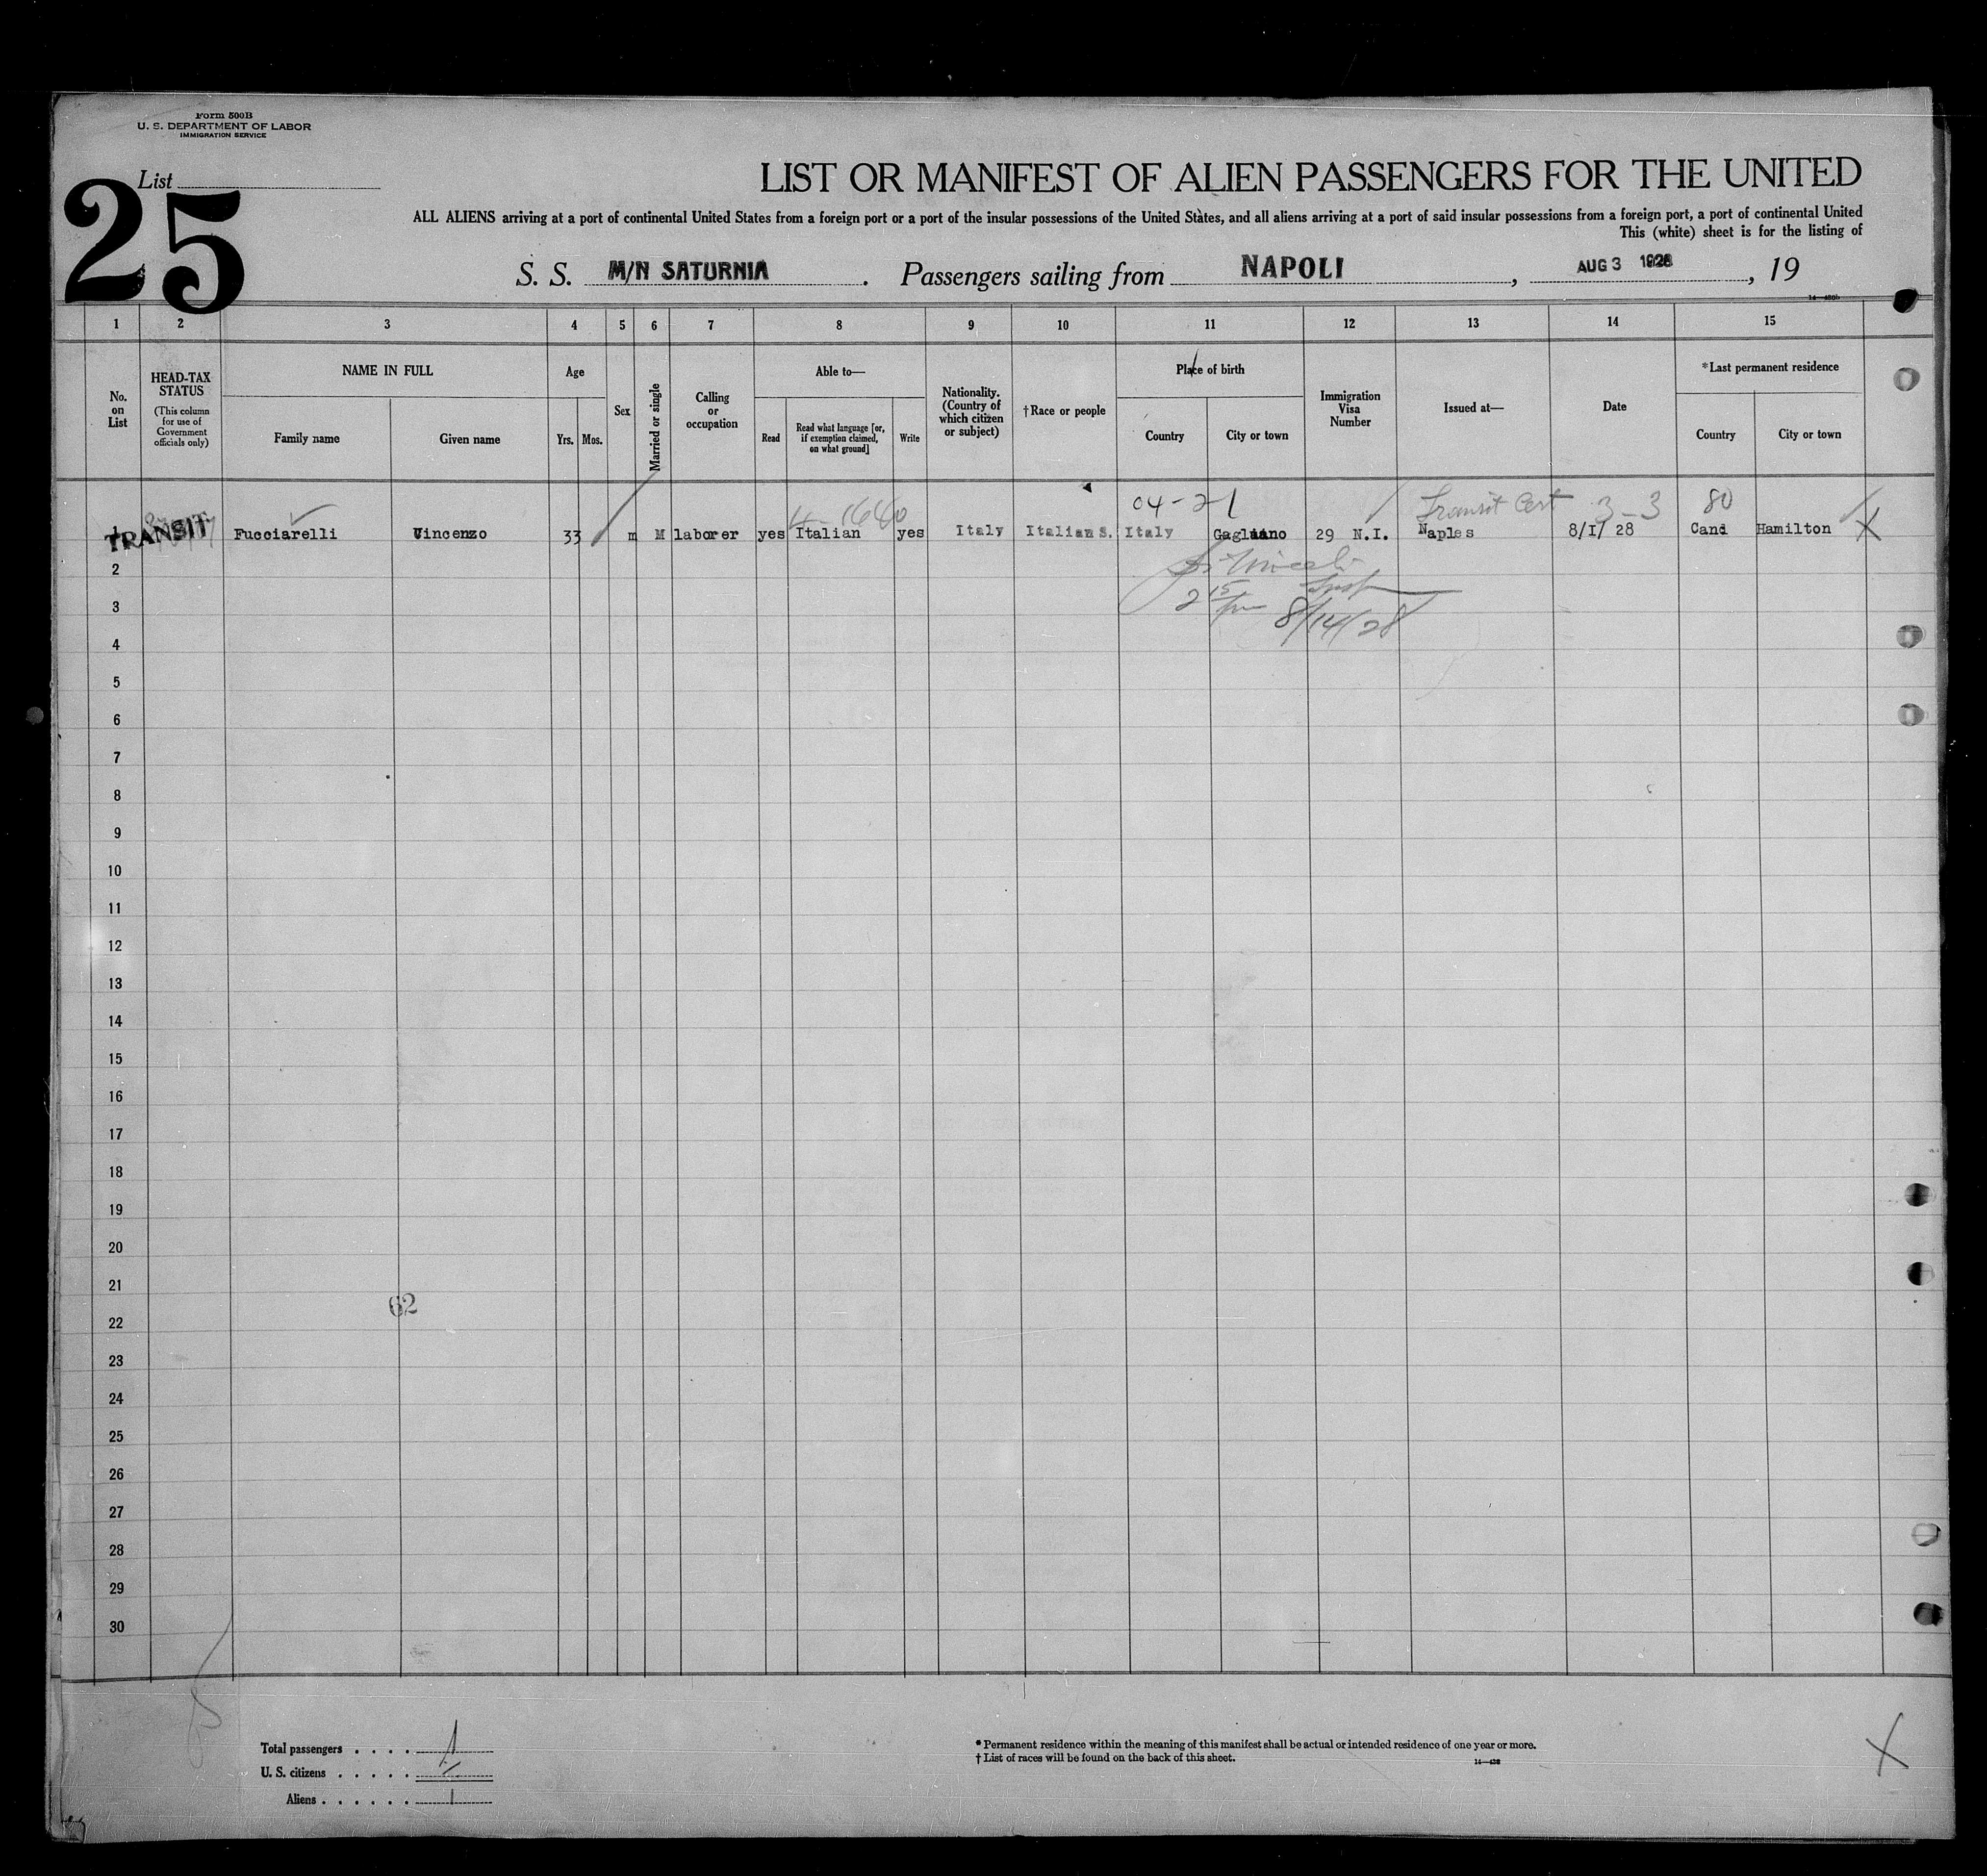 Form 500B
U. S. DEPARTMENT OF LABOR
IMMIGRATION SERVICE
List
25
LIST OR MANIFEST OF ALIEN PASSENGERS FOR THE UNITED
ALL ALIENS arriving at a port of continental United States from a foreign port or a port of the insular possessions of the United States, and all aliens arriving at a port of said insular possessions from a foreign port, a port of continental United
This (white) sheet is for the listing of
S. S. M/N SATURNIA . Passengers sailing from NAPOLI , AUG 3 1928 , 19
1 2 3 4 5 6 7 8 9 10 11 12 13 14 15
No. on List
HEAD-TAX STATUS
(This column for use of Government officials only)
NAME IN FULL
Family name Given name
Age
Yrs. Mos.
Sex
Married or single
Calling or occupation
Able to—
Read
Read what language [or, if exemption claimed, on what ground]
Write
Nationality. (Country of which citizen or subject)
†Race or people
Place of birth
Country City or town
Immigration Visa Number
Issued at—
Date
*Last permanent residence
Country City or town
04-21 Transit Cert 3-3 80
1 TRANSIT Fucciarelli Vincenzo 33 m M laborer yes Italian yes Italy Italian S. Italy Gagliano 29 N.I. Naples 8/I/28 Cand Hamilton X
2
2 15 pm 8/14/28
3
4
5
6
7
8
9
10
11
12
13
14
15
16
17
18
19
20
21
62
22
23
24
25
26
27
28
29
30
Total passengers . . . . 1
U. S. citizens . . . . .
Aliens . . . . . . 1
* Permanent residence within the meaning of this manifest shall be actual or intended residence of one year or more.
† List of races will be found on the back of this sheet.
X